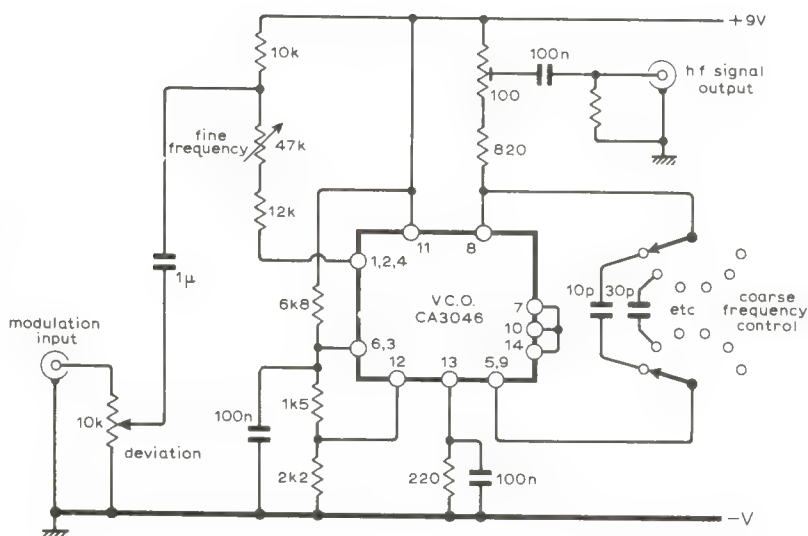 +9V
10k
100n
hf signal
output
100
fine
frequency
47k
820
12k
11
8
1,2,4
1μ
6k8
V.C.O.
CA3046
7
10
14
10p
30p
etc
coarse
frequency
control
modulation
input
6,3
12
13
5,9
10k
deviation
100n
1k5
2k2
220
100n
-V